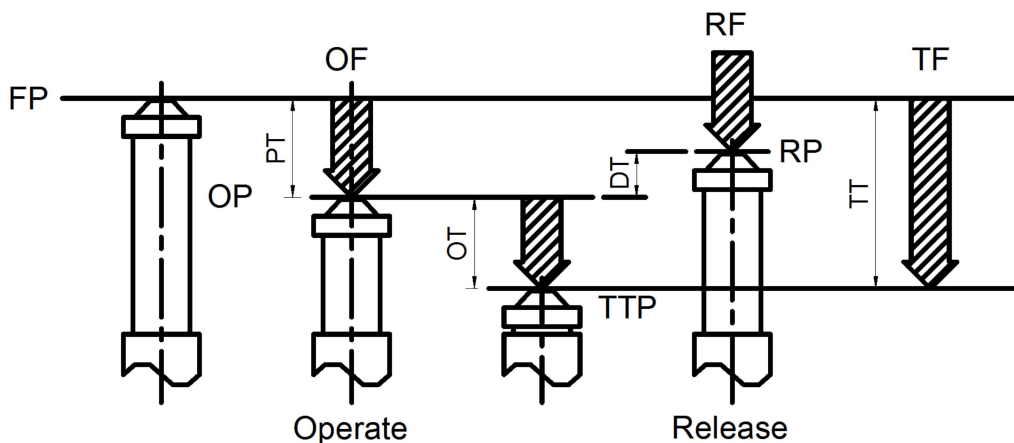 RF
OF
TF
FP
PT
RP
DT
OP
TT
OT
TTP
Operate
Release